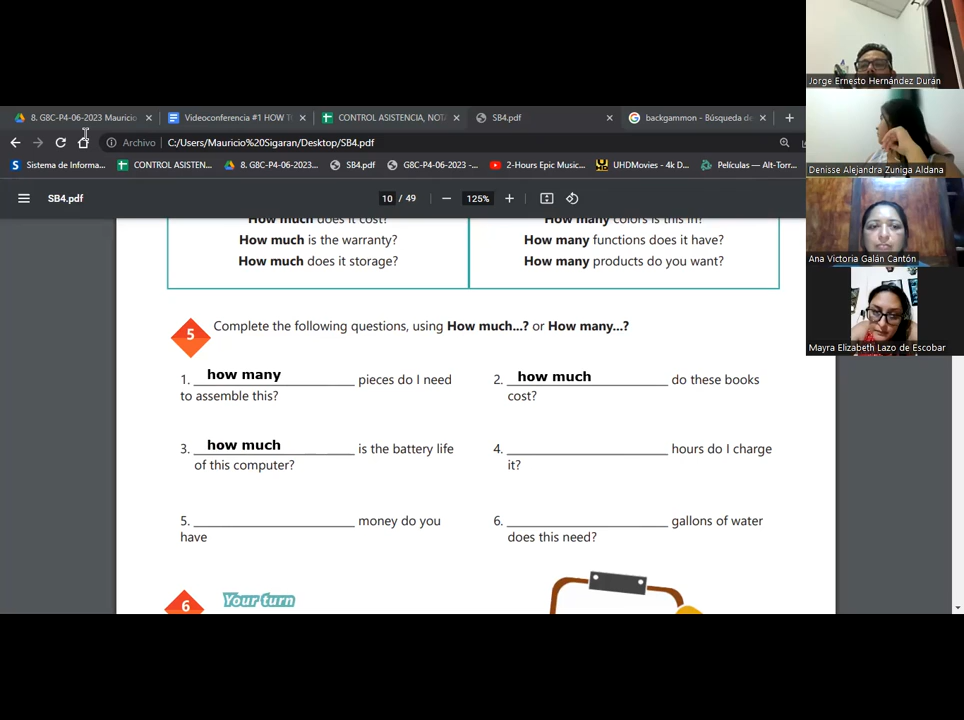 Jorge Ernesto Hernández Durán
8. G8C-P4-06-2023 Mauricio
Videoconferencia #1 HOW T
CONTROL ASISTENCIA, NOT
SB4.pdf
backgammon - Búsqueda de
Archivo C:/Users/Mauricio%20Sigaran/Desktop/SB4.pdf
Sistema de Informa...
CONTROL ASISTEN...
8. G8C-P4-06-2023...
SB4.pdf
G8C-P4-06-2023 -...
2-Hours Epic Music...
UHDMovies - 4k D...
Películas — Alt-Torr...
Denisse Alejandra Zuniga Aldana
SB4.pdf
10 / 49
125%
How much does it cost?
How many colors is this in?
How much is the warranty?
How many functions does it have?
How much does it storage?
How many products do you want?
Ana Victoria Galán Cantón
Mayra Elizabeth Lazo de Escobar
5 Complete the following questions, using How much...? or How many...?
1. how many pieces do I need
to assemble this?
2. how much do these books
cost?
3. how much is the battery life
of this computer?
4. hours do I charge
it?
5. money do you
have
6. gallons of water
does this need?
6 Your turn